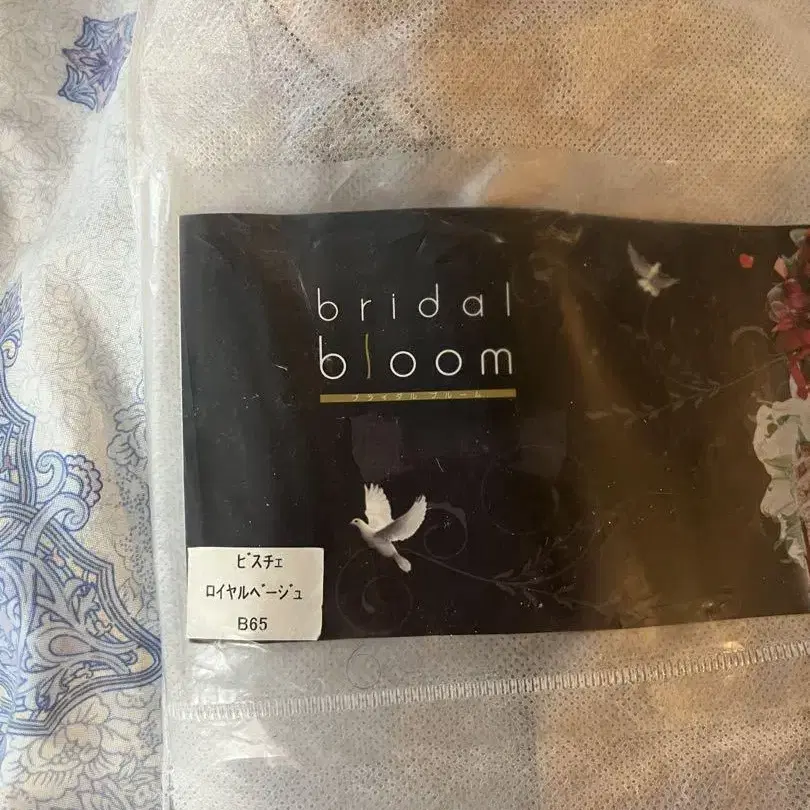 bridal
bloom
ブライダルブルーム
ビスチェ
ロイヤルベージュ
B65